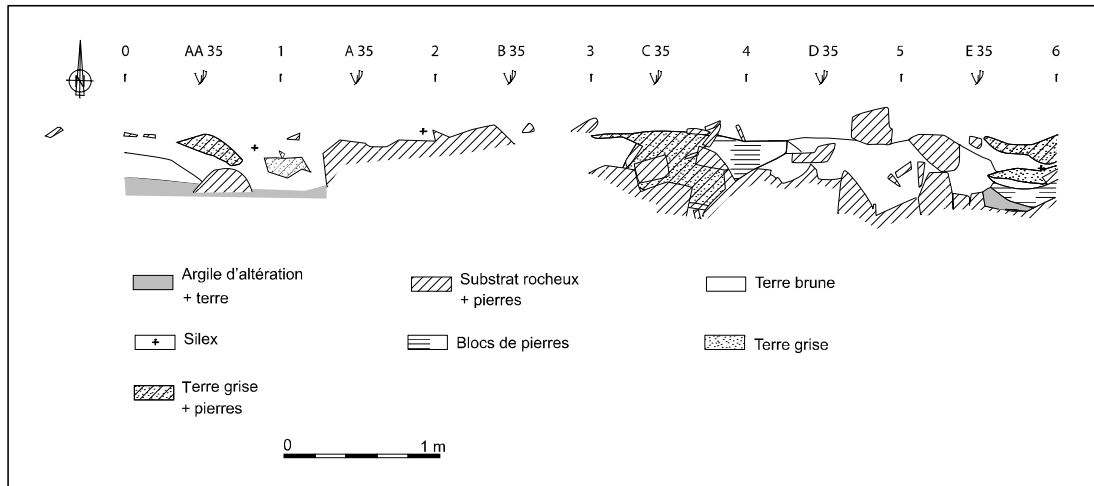 0 AA 35 1 A 35 2 B 35 3 C 35 4 D 35 5 E 35 6
N
Argile d'altération
+ terre
Substrat rocheux
+ pierres
Terre brune
Silex
Blocs de pierres
Terre grise
Terre grise
+ pierres
0 1 m